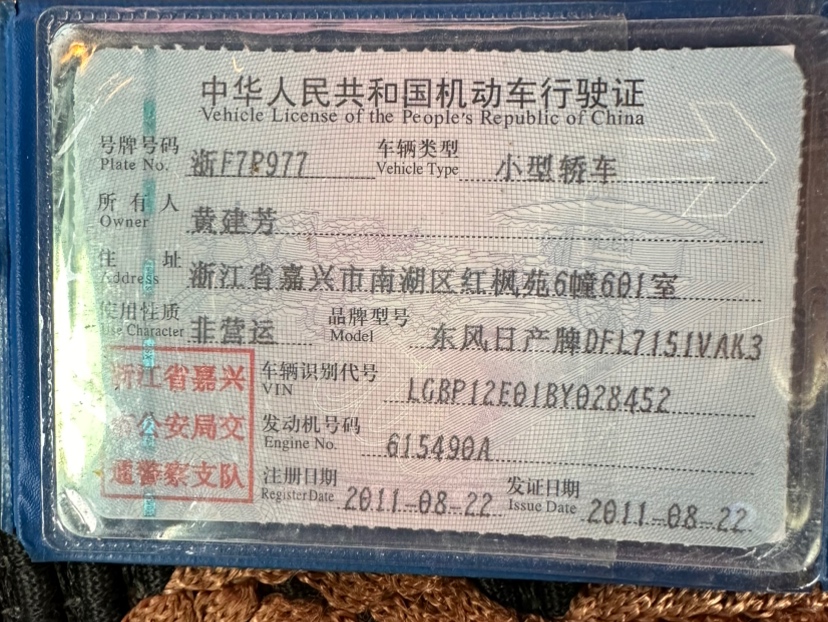 中华人民共和国机动车行驶证
Vehicle License of the People's Republic of China
号牌号码 浙F7P977 车辆类型 小型轿车
Plate No. Vehicle Type
所有人 黄建芳
Owner
住址 浙江省嘉兴市南湖区红枫苑6幢601室
Address
使用性质 非营运 品牌型号 东风日产牌DFL7151VAK3
Use Character Model
浙江省嘉兴
市公安局交
通警察支队
车辆识别代号 LGBP12E01BY028452
VIN
发动机号码 615490A
Engine No.
注册日期 2011-08-22 发证日期 2011-08-22
Register Date Issue Date